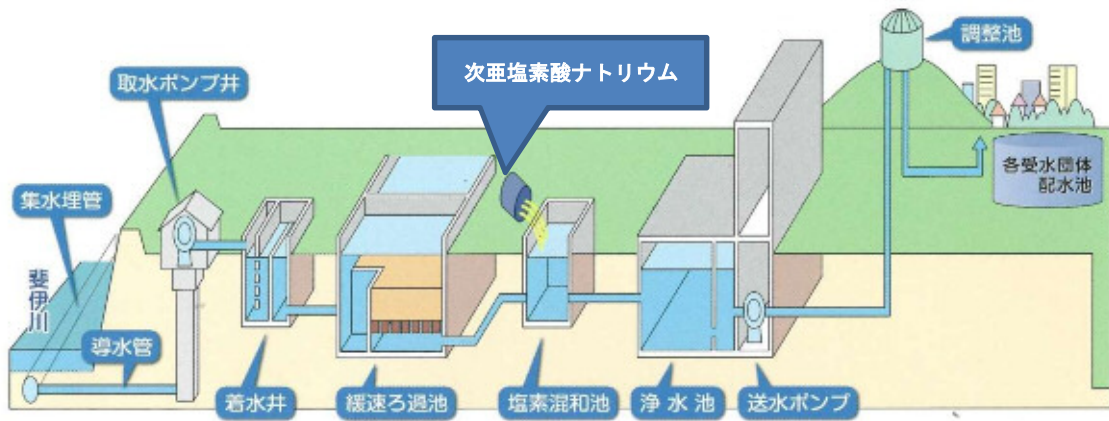 次亜塩素酸ナトリウム
調整池
取水ポンプ井
各受水団体
配水池
集水埋管
斐伊川
導水管
着水井
緩速ろ過池
塩素混和池
浄水池
送水ポンプ